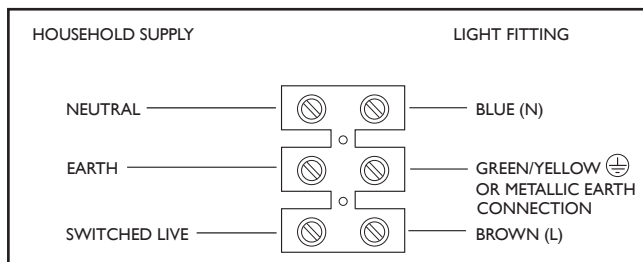 HOUSEHOLD SUPPLY
LIGHT FITTING
NEUTRAL
BLUE (N)
EARTH
GREEN/YELLOW
OR METALLIC EARTH
CONNECTION
SWITCHED LIVE
BROWN (L)